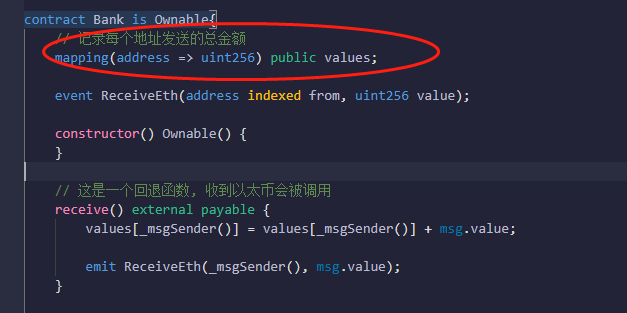 contract Bank is Ownable{
// 记录每个地址发送的总金额
mapping(address => uint256) public values;
event ReceiveEth(address indexed from, uint256 value);
constructor() Ownable() {
}
// 这是一个回退函数, 收到以太币会被调用
receive() external payable {
values[_msgSender()] = values[_msgSender()] + msg.value;
emit ReceiveEth(_msgSender(), msg.value);
}